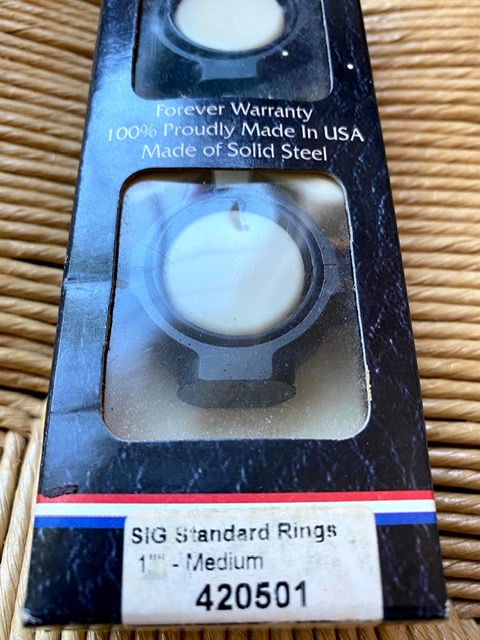 Forever Warranty
100% Proudly Made In USA
Made of Solid Steel
SIG Standard Rings
1"" - Medium
420501